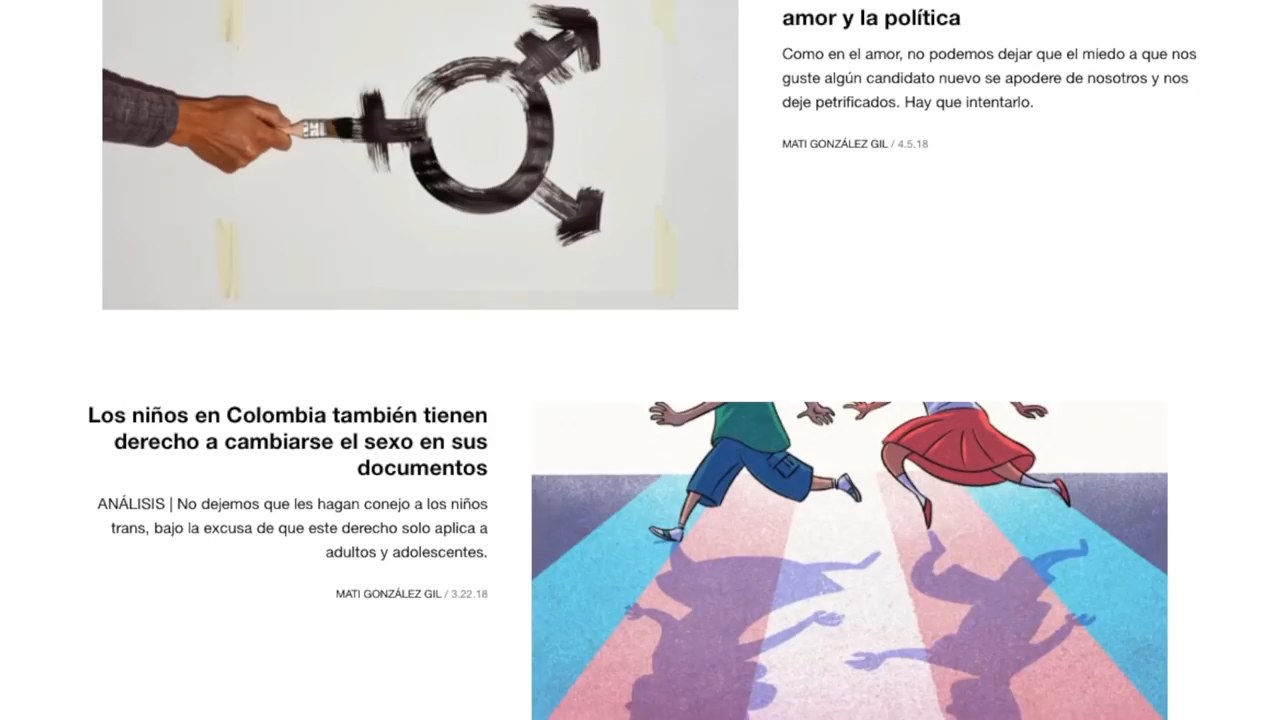 amor y la política
Como en el amor, no podemos dejar que el miedo a que nos
guste algún candidato nuevo se apodere de nosotros y nos
deje petrificados. Hay que intentarlo.
MATI GONZÁLEZ GIL / 4.5.18
Los niños en Colombia también tienen
derecho a cambiarse el sexo en sus
documentos
ANÁLISIS | No dejemos que les hagan conejo a los niños
trans, bajo la excusa de que este derecho solo aplica a
adultos y adolescentes.
MATI GONZÁLEZ GIL / 3.22.18